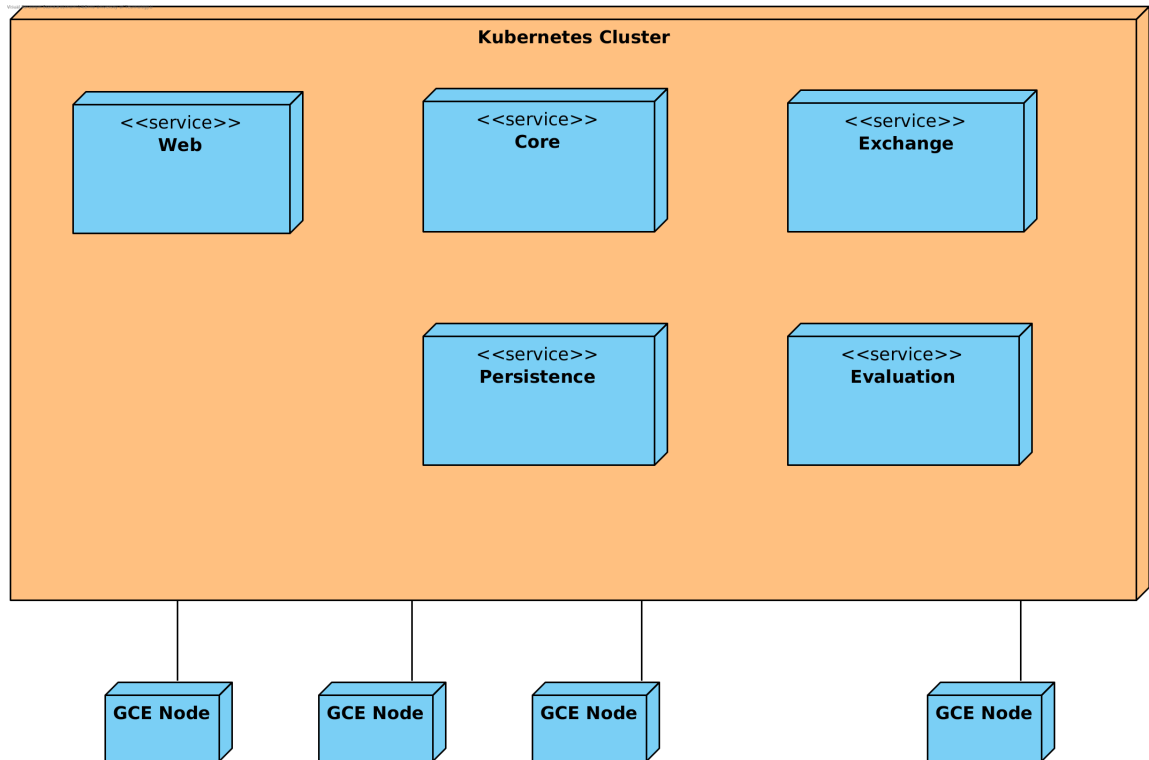 Kubernetes Cluster
<<service>>
Web
<<service>>
Core
<<service>>
Exchange
<<service>>
Persistence
<<service>>
Evaluation
GCE Node
GCE Node
GCE Node
GCE Node